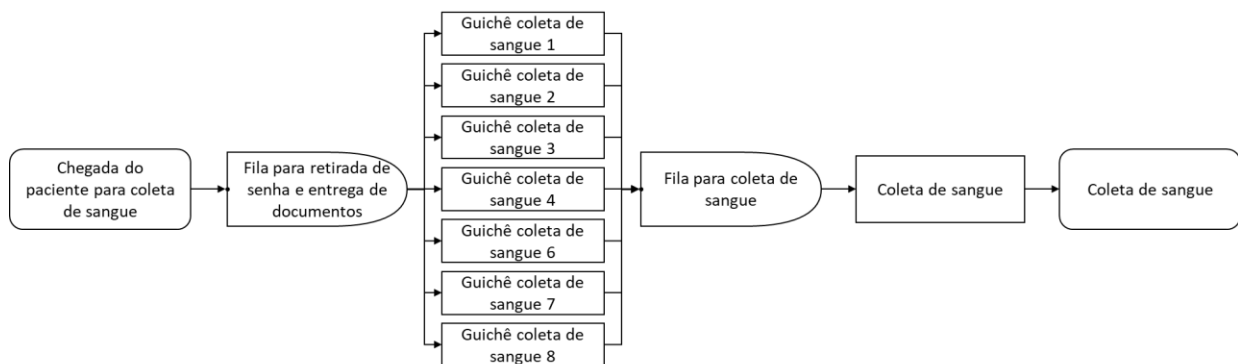 Chegada do
paciente para coleta
de sangue
Fila para retirada de
senha e entrega de
documentos
Guichê coleta de
sangue 1
Guichê coleta de
sangue 2
Guichê coleta de
sangue 3
Guichê coleta de
sangue 4
Guichê coleta de
sangue 6
Guichê coleta de
sangue 7
Guichê coleta de
sangue 8
Fila para coleta de
sangue
Coleta de sangue
Coleta de sangue